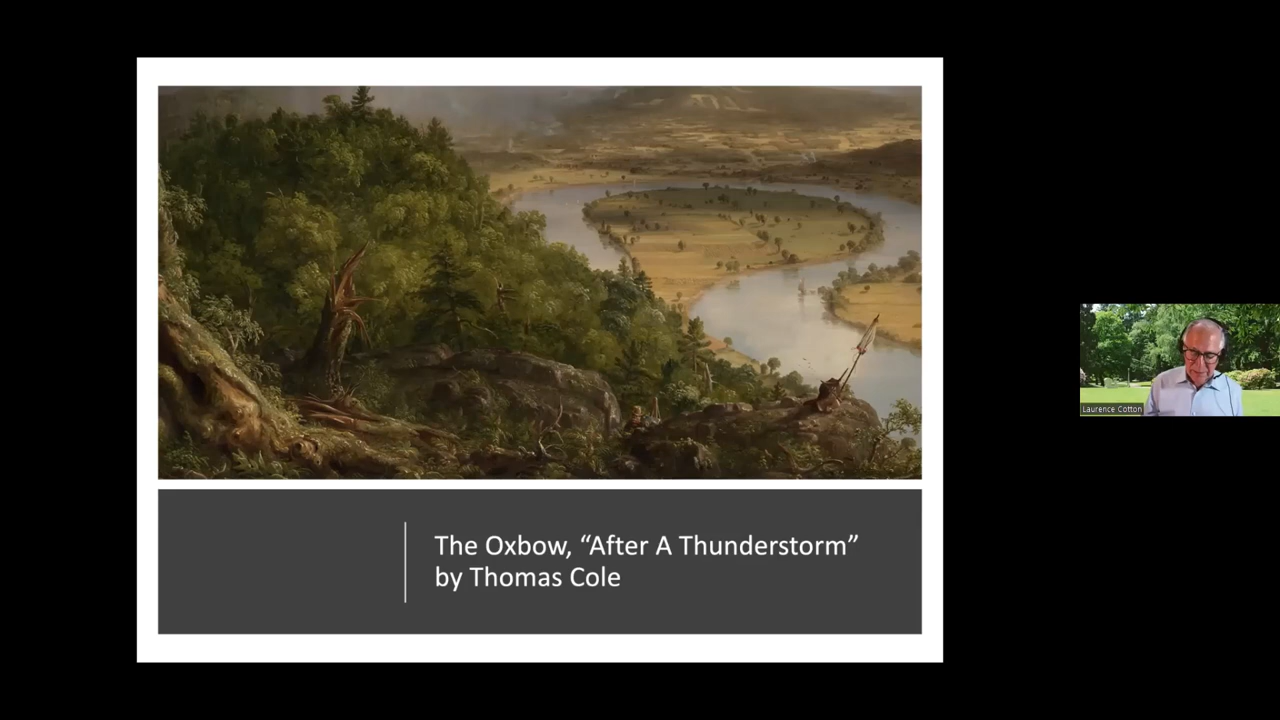 The Oxbow, “After A Thunderstorm”
by Thomas Cole
Laurence Cotton